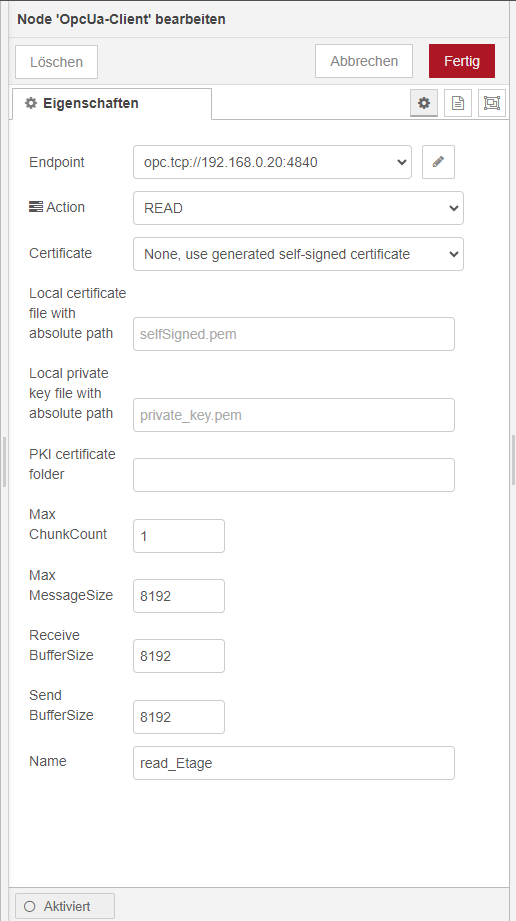 Node 'OpcUa-Client' bearbeiten
Löschen
Abbrechen
Fertig
Eigenschaften
Endpoint
opc.tcp://192.168.0.20:4840
Action
READ
Certificate
None, use generated self-signed certificate
Local certificate
file with
absolute path
selfSigned.pem
Local private
key file with
absolute path
private_key.pem
PKI certificate
folder
Max
ChunkCount
1
Max
MessageSize
8192
Receive
BufferSize
8192
Send
BufferSize
8192
Name
read_Etage
Aktiviert